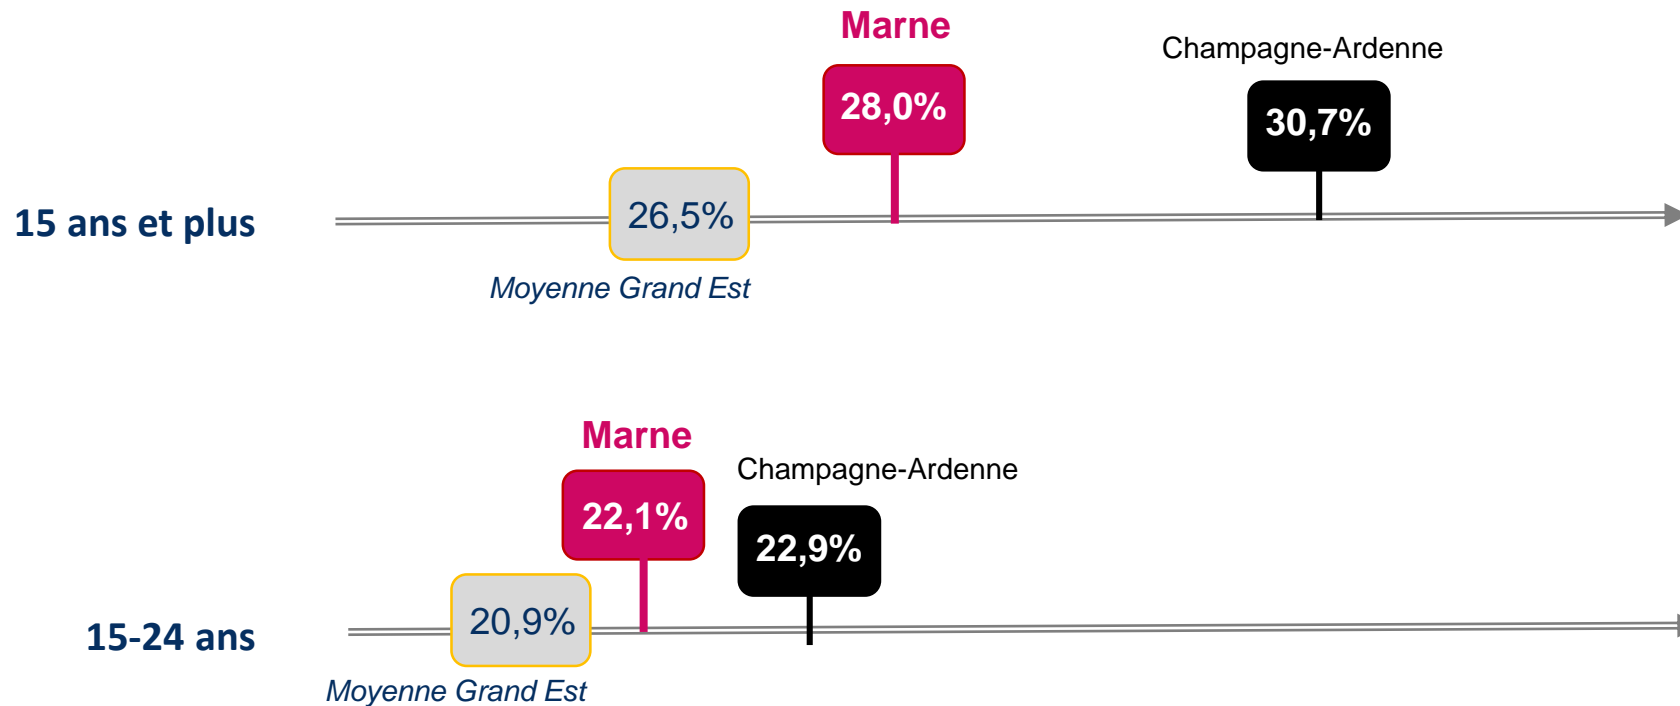 Marne
Champagne-Ardenne
28,0%
30,7%
15 ans et plus
26,5%
Moyenne Grand Est
Marne
Champagne-Ardenne
22,1%
22,9%
15-24 ans
20,9%
Moyenne Grand Est